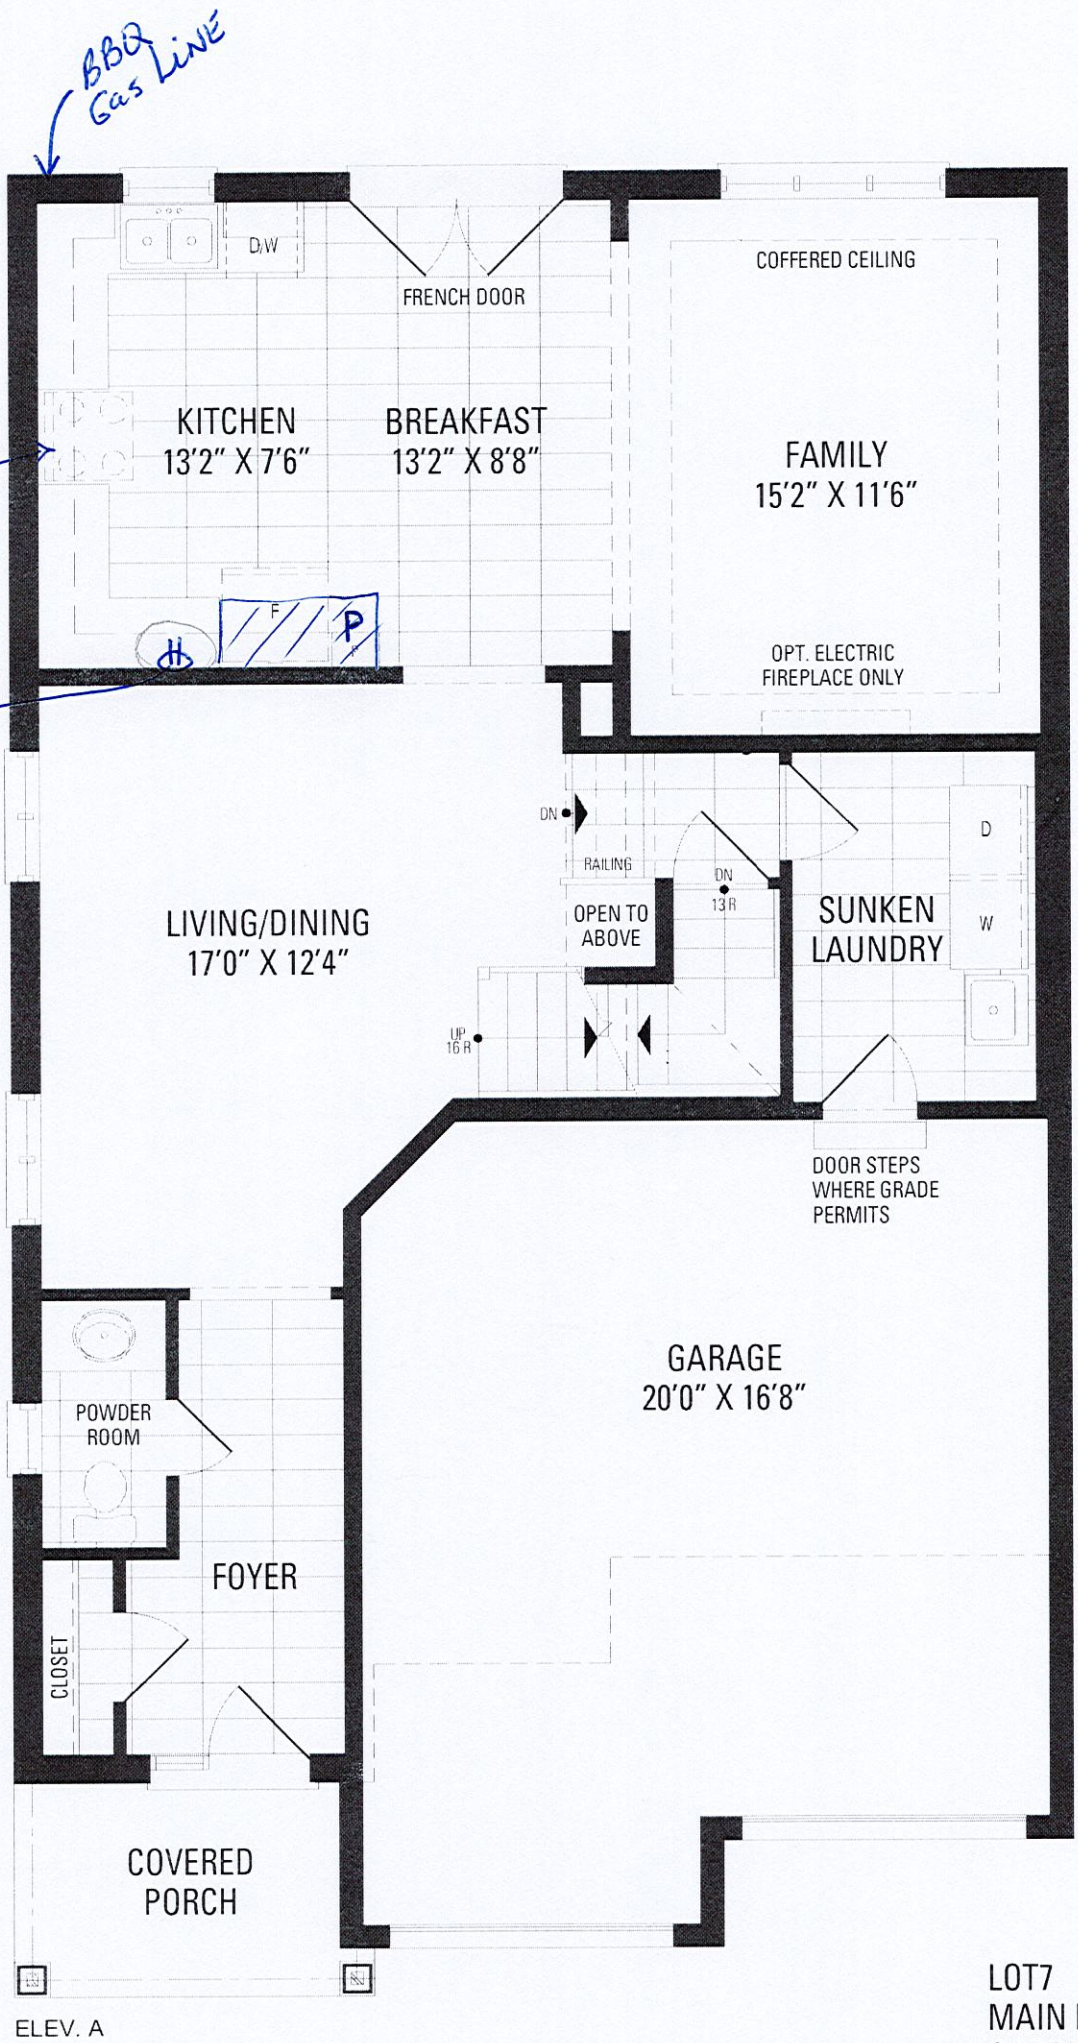 BBQ
Gas LINE
D/W
COFFERED CEILING
FRENCH DOOR
KITCHEN
13'2" X 7'6"
BREAKFAST
13'2" X 8'8"
FAMILY
15'2" X 11'6"
F
P
H
OPT. ELECTRIC
FIREPLACE ONLY
DN
RAILING
DN
13 R
D
OPEN TO
ABOVE
W
SUNKEN
LAUNDRY
LIVING/DINING
17'0" X 12'4"
UP
16 R
DOOR STEPS
WHERE GRADE
PERMITS
GARAGE
20'0" X 16'8"
POWDER
ROOM
FOYER
CLOSET
COVERED
PORCH
ELEV. A
LOT7
MAIN